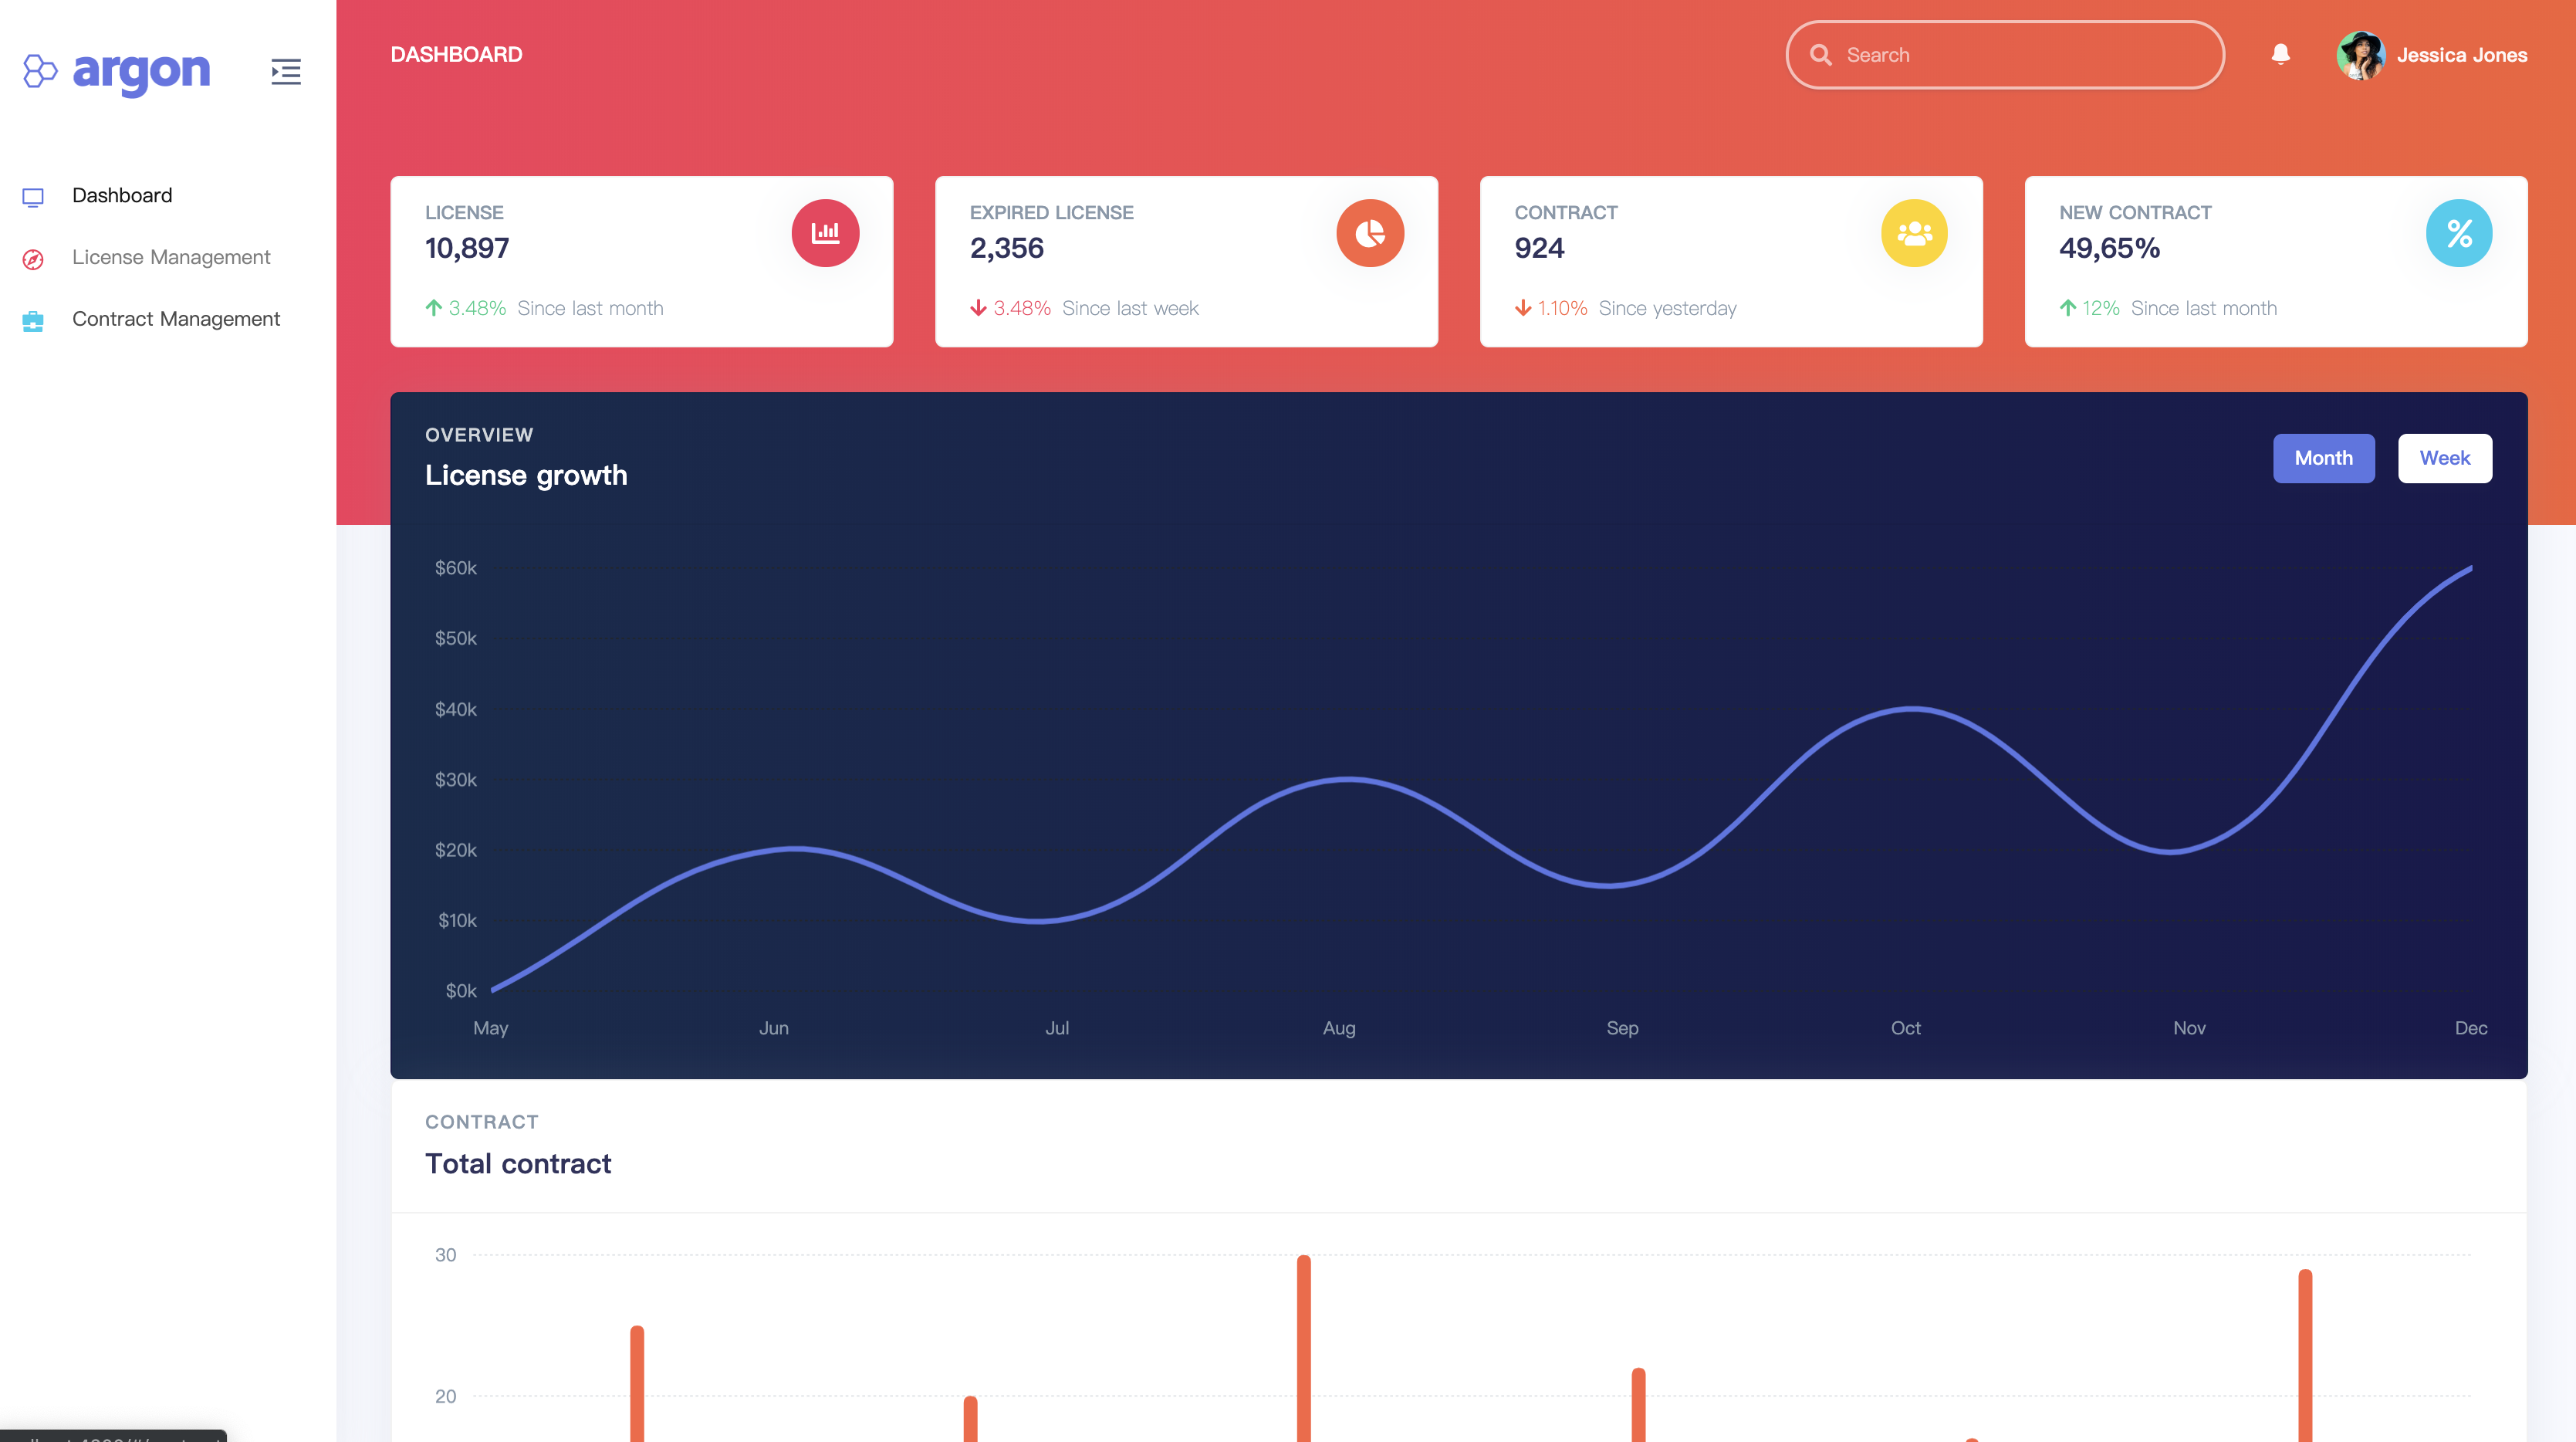 argon
DASHBOARD
Search
Jessica Jones
Dashboard
License Management
Contract Management
LICENSE
10,897
3.48% Since last month
EXPIRED LICENSE
2,356
3.48% Since last week
CONTRACT
924
1.10% Since yesterday
NEW CONTRACT
49,65%
12% Since last month
OVERVIEW
License growth
Month
Week
$60k
$50k
$40k
$30k
$20k
$10k
$0k
May Jun Jul Aug Sep Oct Nov Dec
CONTRACT
Total contract
30
20